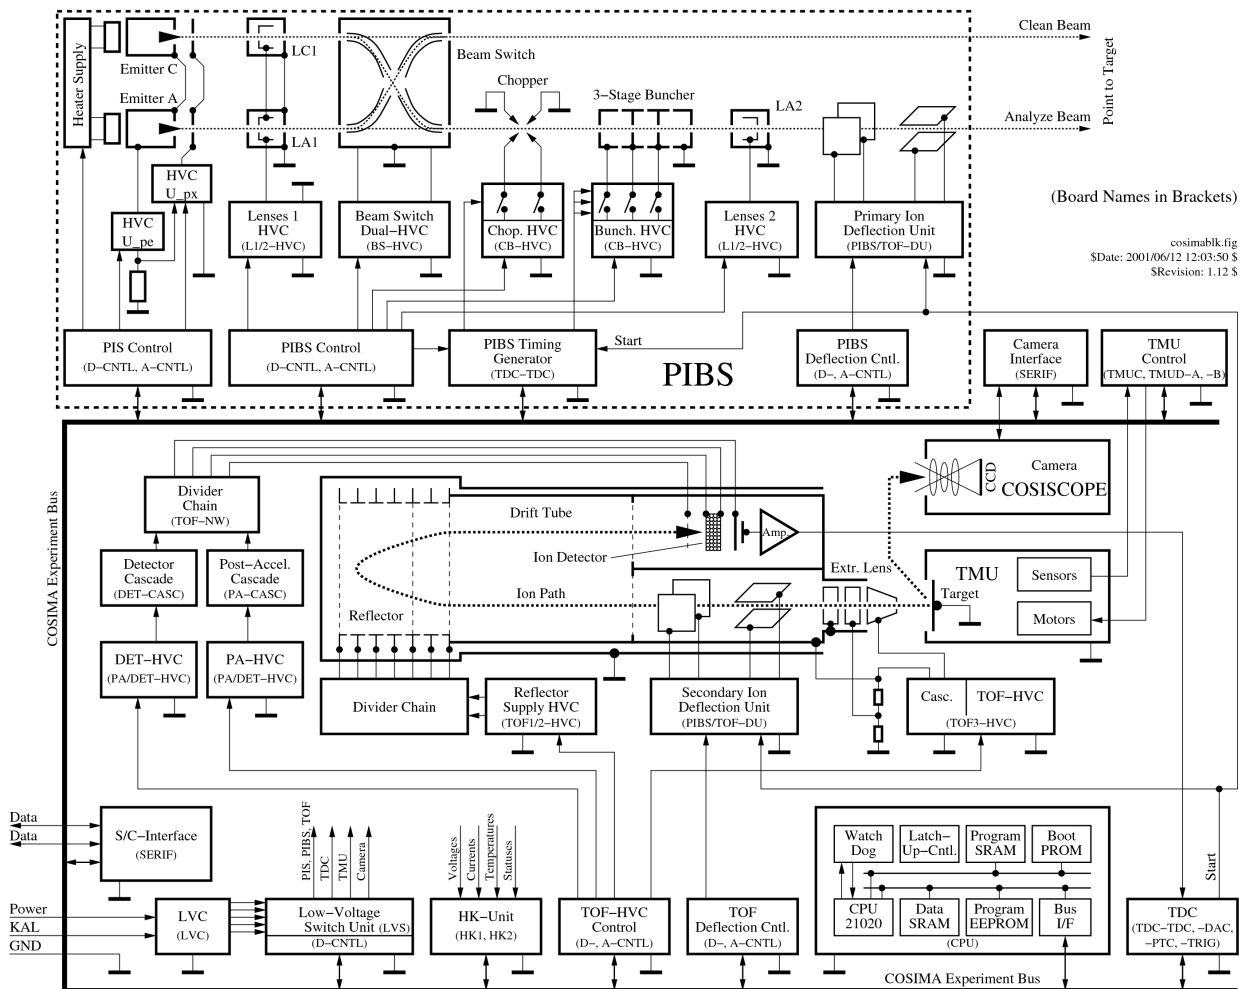 Clean Beam
Heater Supply
Emitter C
LC1
Beam Switch
Point to Target
Chopper
Emitter A
3−Stage Buncher
LA2
LA1
Analyze Beam
HVC
U_px
HVC
U_pe
Lenses 1
HVC
(L1/2−HVC)
Beam Switch
Dual−HVC
(BS−HVC)
Chop. HVC
(CB−HVC)
Bunch. HVC
(CB−HVC)
Lenses 2
HVC
(L1/2−HVC)
Primary Ion
Deflection Unit
(PIBS/TOF−DU)
(Board Names in Brackets)
cosimablk.fig
$Date: 2001/06/12 12:03:50 $
$Revision: 1.12 $
PIS Control
(D−CNTL, A−CNTL)
PIBS Control
(D−CNTL, A−CNTL)
PIBS Timing
Generator
(TDC−TDC)
Start
PIBS
PIBS
Deflection Cntl.
(D−, A−CNTL)
Camera
Interface
(SERIF)
TMU
Control
(TMUC, TMUD−A, −B)
COSIMA Experiment Bus
Divider
Chain
(TOF−NW)
Drift Tube
Ion Detector
Amp.
CCD
Camera
COSISCOPE
Detector
Cascade
(DET−CASC)
Post−Accel.
Cascade
(PA−CASC)
Ion Path
Reflector
Extr. Lens
TMU
Target
Sensors
Motors
DET−HVC
(PA/DET−HVC)
PA−HVC
(PA/DET−HVC)
Divider Chain
Reflector
Supply HVC
(TOF1/2−HVC)
Secondary Ion
Deflection Unit
(PIBS/TOF−DU)
Casc.
TOF−HVC
(TOF3−HVC)
Data
Data
S/C−Interface
(SERIF)
PIS, PIBS, TOF
TDC
TMU
Camera
Voltages
Currents
Temperatures
Statuses
Watch
Dog
Latch−
Up−Cntl.
Program
SRAM
Boot
PROM
Start
Power
KAL
GND
LVC
(LVC)
Low−Voltage
Switch Unit (LVS)
(D−CNTL)
HK−Unit
(HK1, HK2)
TOF−HVC
Control
(D−, A−CNTL)
TOF
Deflection Cntl.
(D−, A−CNTL)
CPU
21020
Data
SRAM
Program
EEPROM
Bus
I/F
(CPU)
TDC
(TDC−TDC, −DAC,
−PTC, −TRIG)
COSIMA Experiment Bus